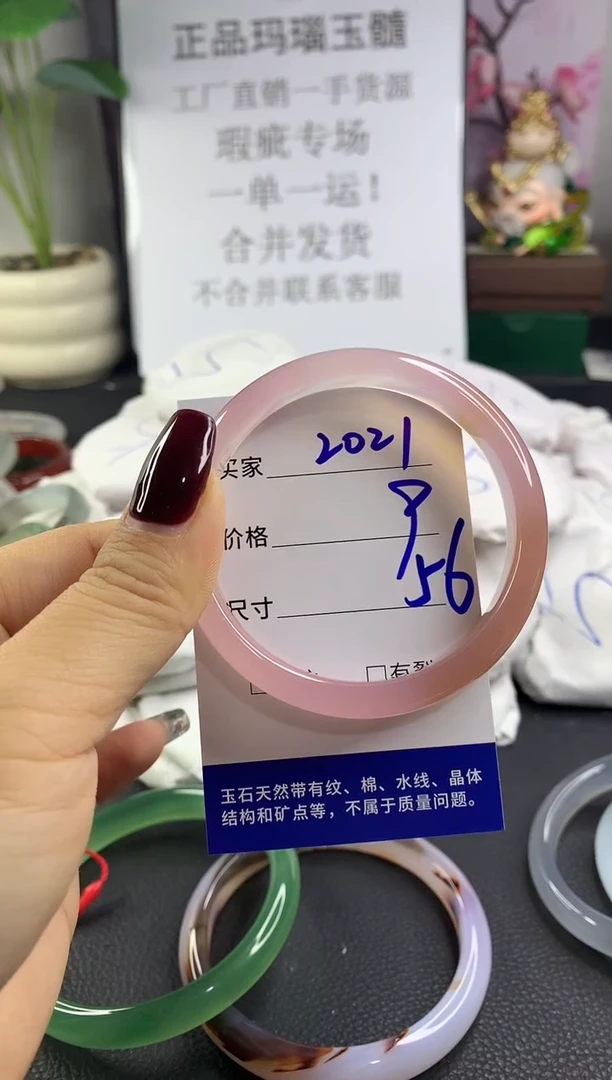 正品玛瑙玉髓
工厂直销一手货源
瑕疵专场
一单一运！
合并发货
不合并联系客服
买家 2021
价格 9
尺寸 56
□有裂
玉石天然带有纹、棉、水线、晶体
结构和矿点等，不属于质量问题。